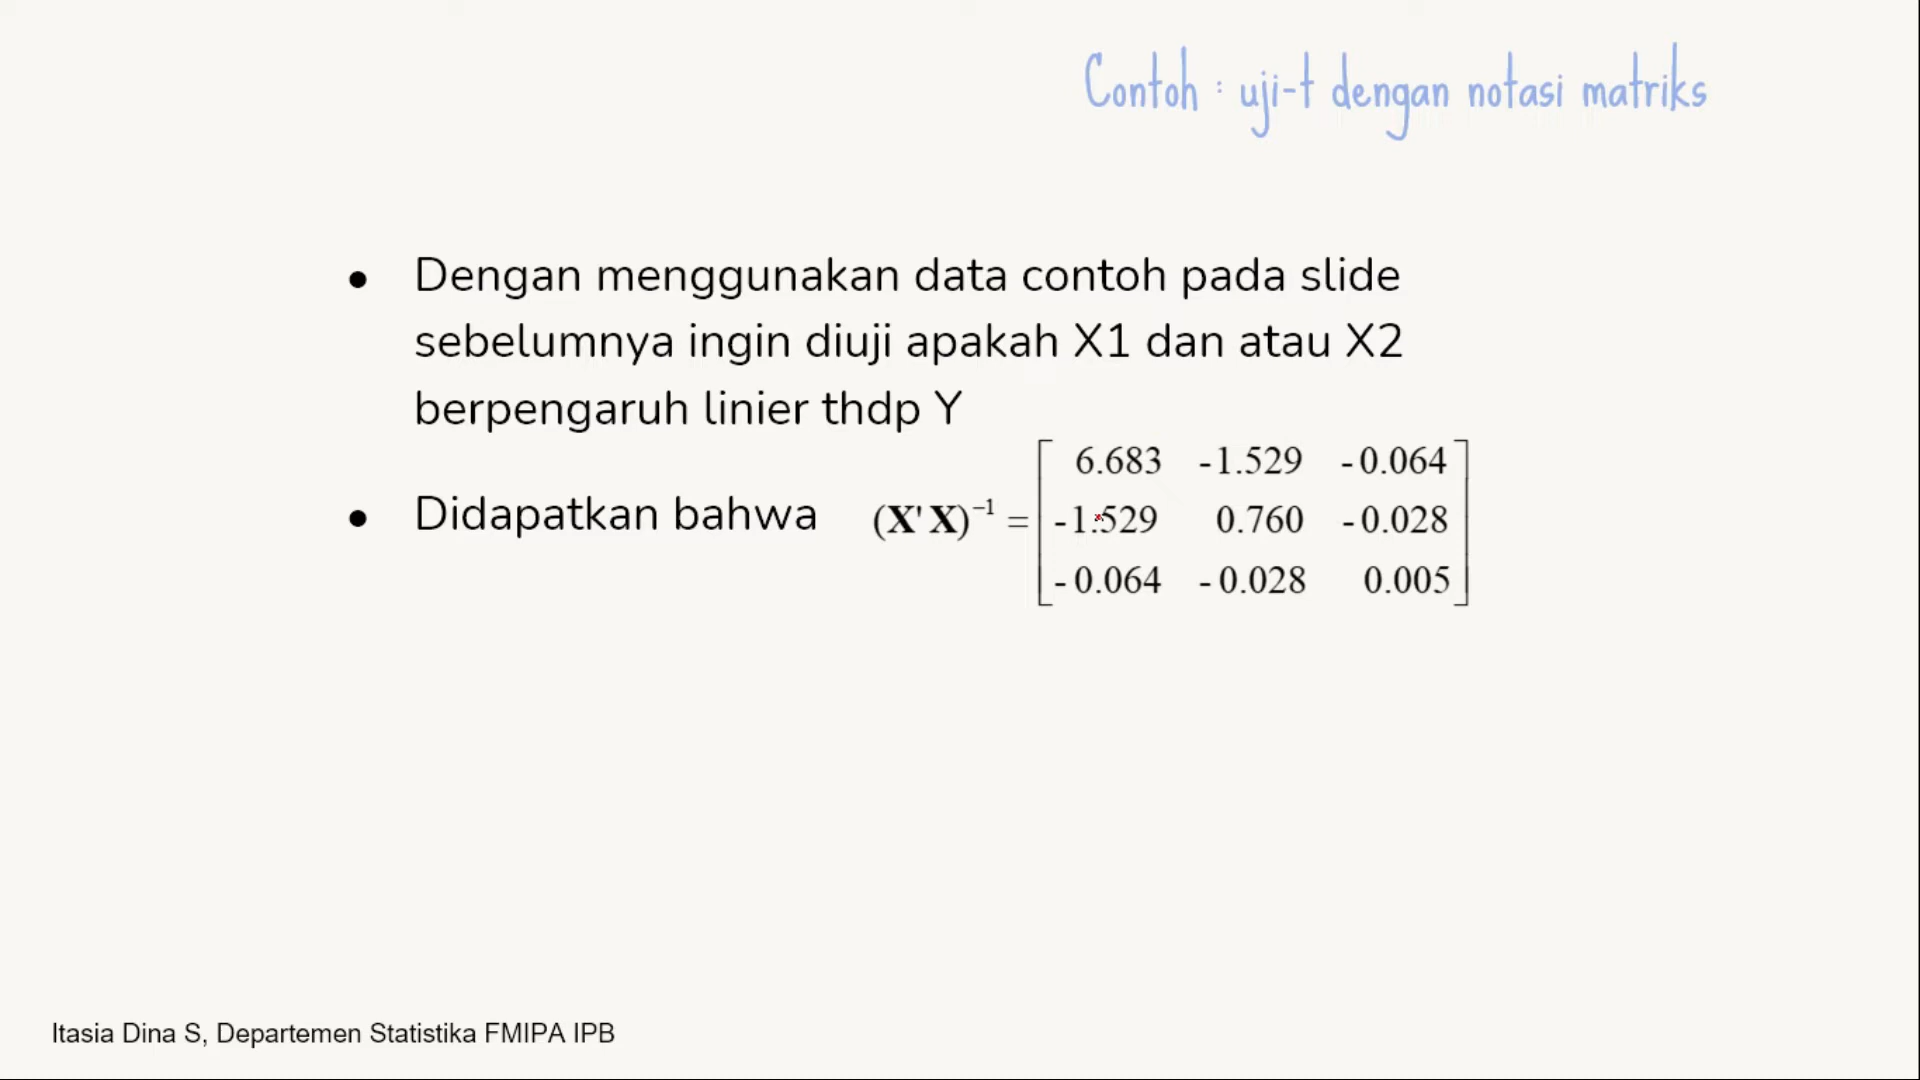 Contoh : uji-t dengan notasi matriks
● Dengan menggunakan data contoh pada slide
sebelumnya ingin diuji apakah X1 dan atau X2
berpengaruh linier thdp Y
● Didapatkan bahwa (X'X)⁻¹ =
6.683 -1.529 -0.064
-1.529 0.760 -0.028
-0.064 -0.028 0.005
Itasia Dina S, Departemen Statistika FMIPA IPB